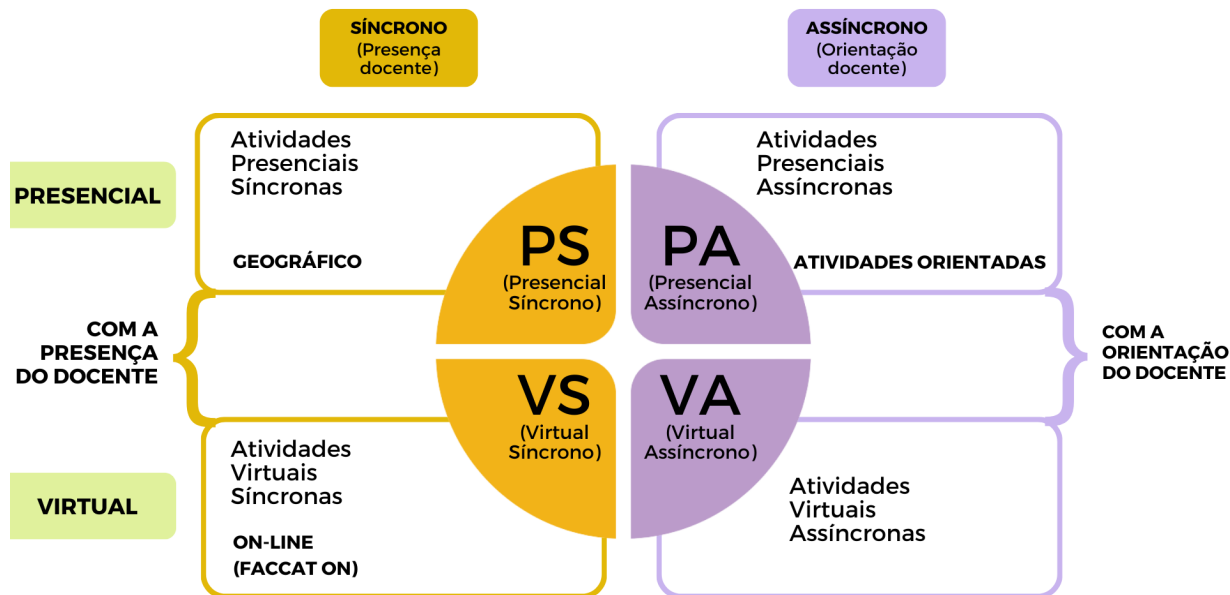 SÍNCRONO
(Presença
docente)
ASSÍNCRONO
(Orientação
docente)
PRESENCIAL
Atividades
Presenciais
Síncronas
GEOGRÁFICO
PS
(Presencial
Síncrono)
PA
(Presencial
Assíncrono)
Atividades
Presenciais
Assíncronas
ATIVIDADES ORIENTADAS
COM A
PRESENÇA
DO DOCENTE
COM A
ORIENTAÇÃO
DO DOCENTE
VIRTUAL
Atividades
Virtuais
Síncronas
ON-LINE
(FACCAT ON)
VS
(Virtual
Síncrono)
VA
(Virtual
Assíncrono)
Atividades
Virtuais
Assíncronas